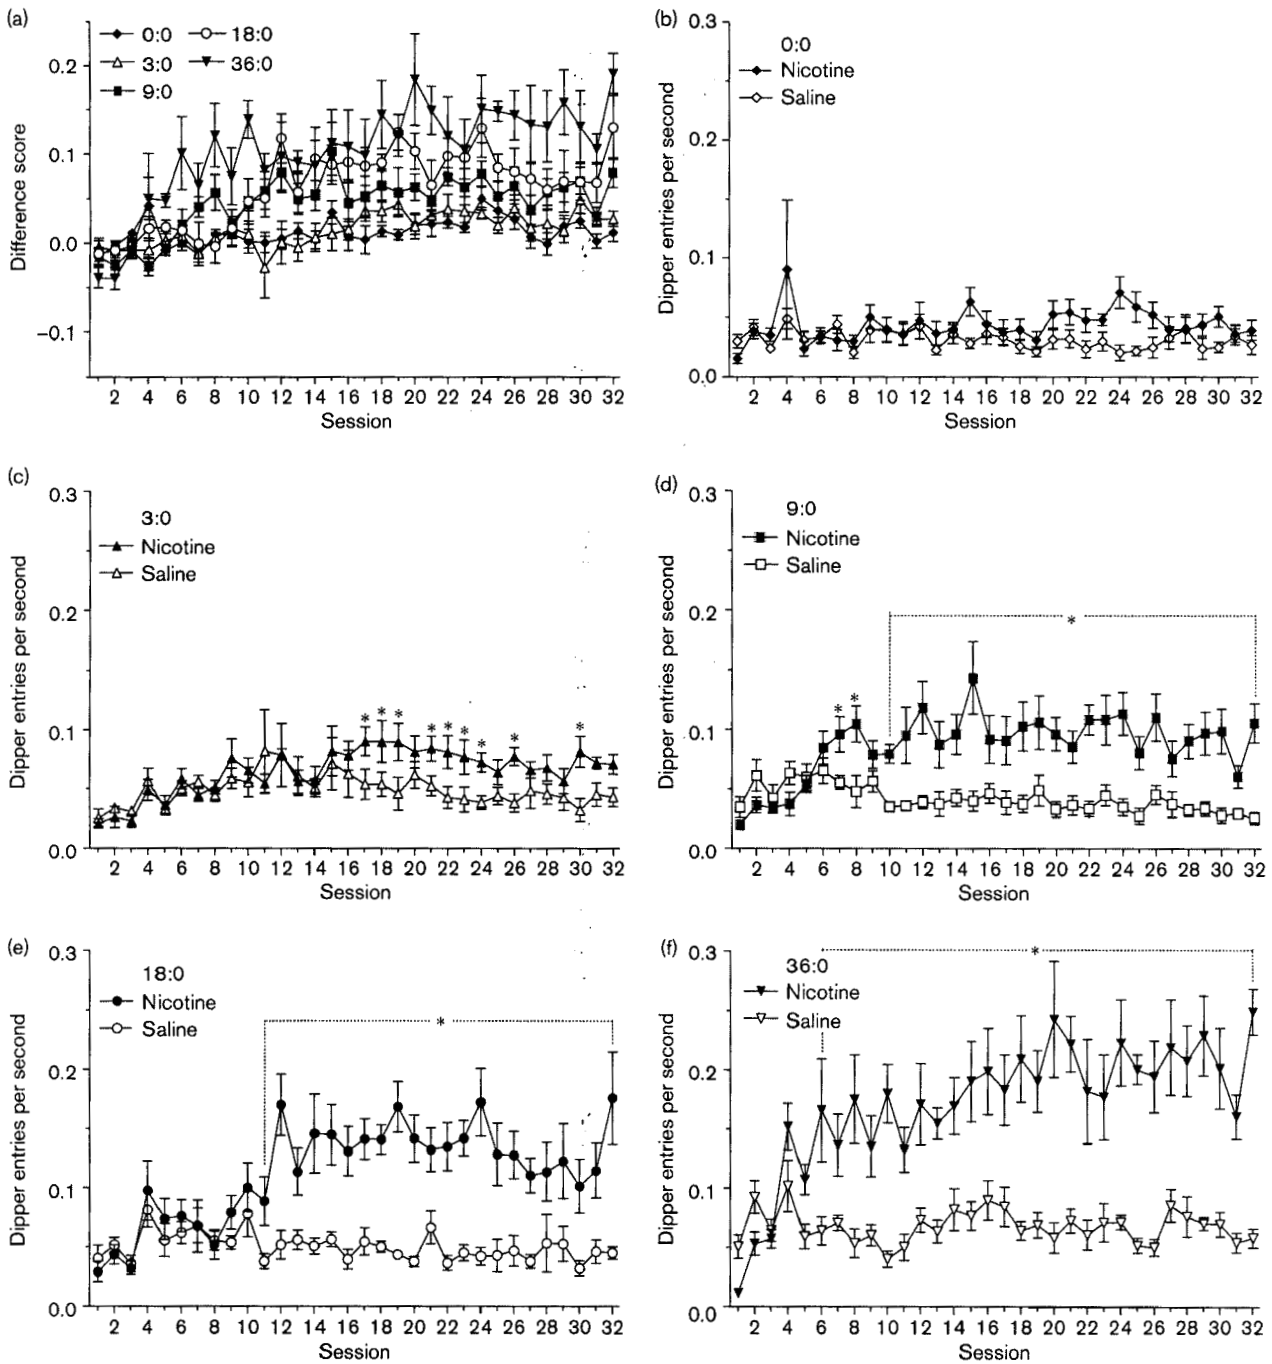 (a)
0:0 18:0
3:0 36:0
9:0
0.2
0.1
0.0
−0.1
Difference score
2 4 6 8 10 12 14 16 18 20 22 24 26 28 30 32
Session
(b)
0.3
0:0
Nicotine
Saline
0.2
0.1
0.0
Dipper entries per second
2 4 6 8 10 12 14 16 18 20 22 24 26 28 30 32
Session
(c)
0.3
3:0
Nicotine
Saline
0.2
0.1
0.0
Dipper entries per second
* * * * * * * * *
2 4 6 8 10 12 14 16 18 20 22 24 26 28 30 32
Session
(d)
0.3
9:0
Nicotine
Saline
0.2
0.1
0.0
Dipper entries per second
*
* *
2 4 6 8 10 12 14 16 18 20 22 24 26 28 30 32
Session
(e)
0.3
18:0
Nicotine
Saline
0.2
0.1
0.0
Dipper entries per second
*
2 4 6 8 10 12 14 16 18 20 22 24 26 28 30 32
Session
(f)
0.3
*
36:0
Nicotine
Saline
0.2
0.1
0.0
Dipper entries per second
2 4 6 8 10 12 14 16 18 20 22 24 26 28 30 32
Session